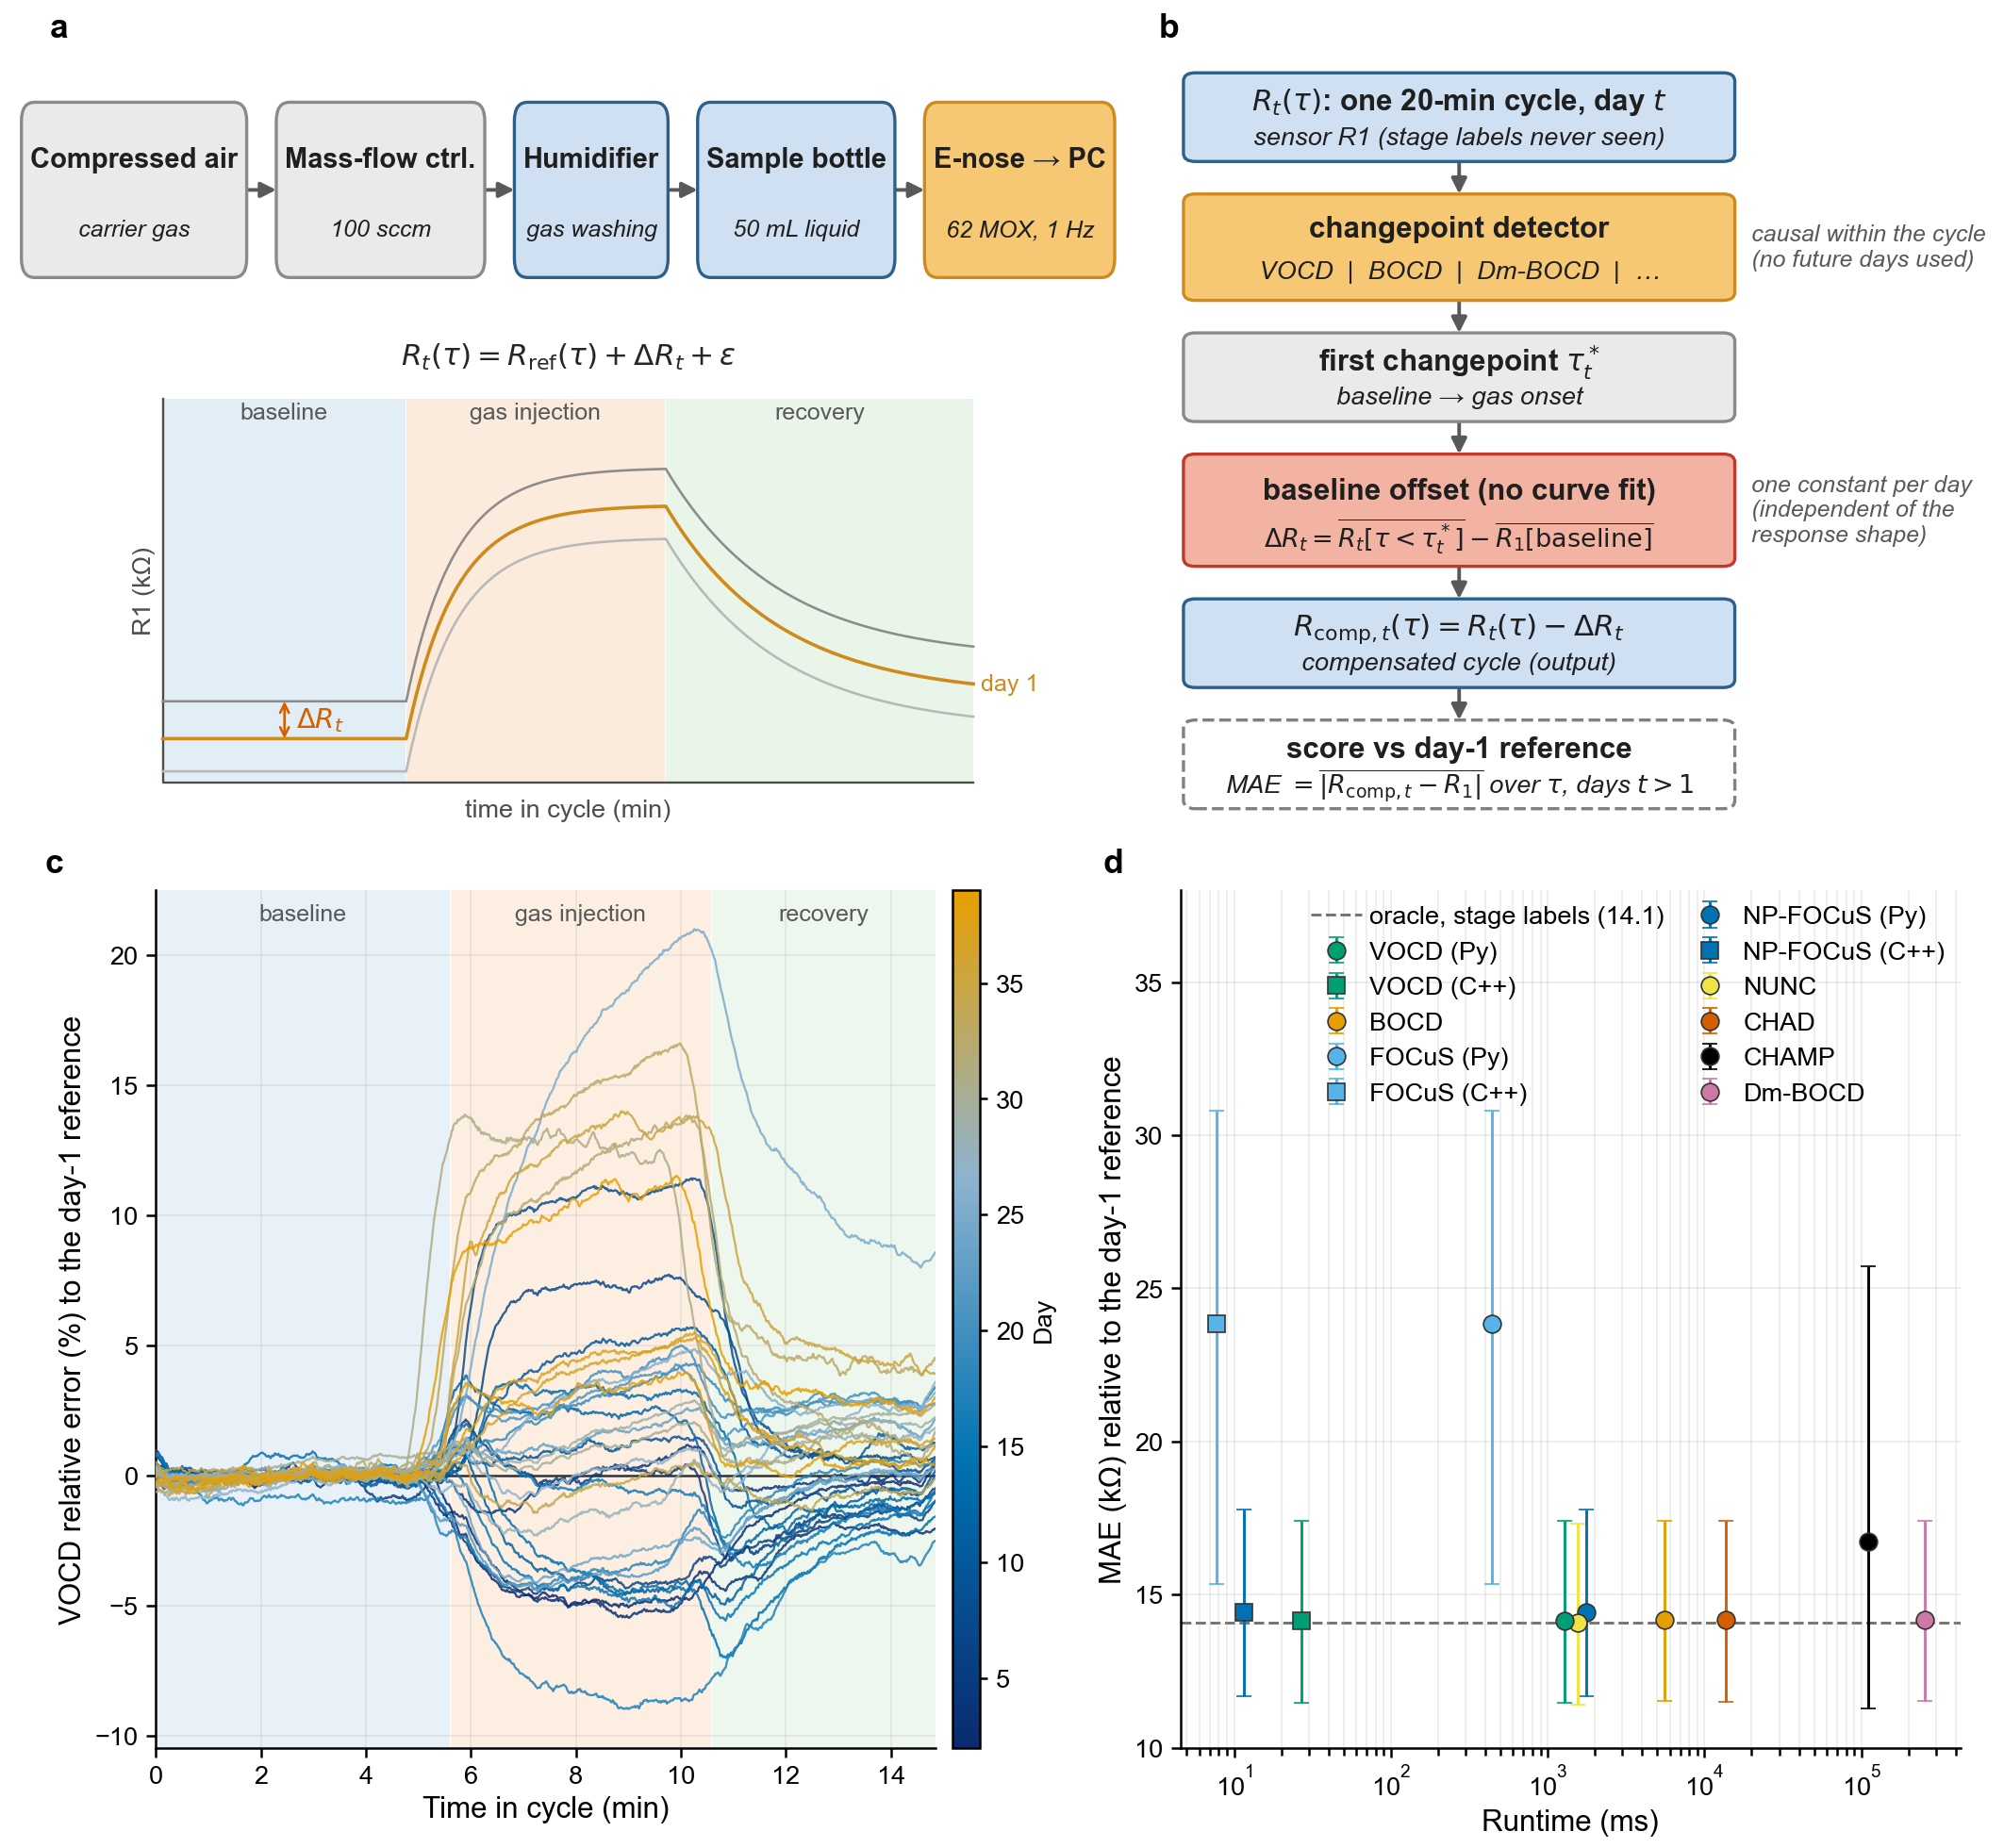 a
Compressed air
carrier gas
Mass-flow ctrl.
100 sccm
Humidifier
gas washing
Sample bottle
50 mL liquid
E-nose → PC
62 MOX, 1 Hz
R_t(τ) = R_ref(τ) + ΔR_t + ε
baseline
gas injection
recovery
R1 (kΩ)
ΔR_t
day 1
time in cycle (min)
b
R_t(τ): one 20-min cycle, day t
sensor R1 (stage labels never seen)
changepoint detector
VOCD | BOCD | Dm-BOCD | …
causal within the cycle
(no future days used)
first changepoint τ_t^*
baseline → gas onset
baseline offset (no curve fit)
ΔR_t = \overline{R_t[τ < τ_t^*]} − \overline{R_1[baseline]}
one constant per day
(independent of the
response shape)
R_{comp, t}(τ) = R_t(τ) − ΔR_t
compensated cycle (output)
score vs day-1 reference
MAE = \overline{|R_{comp, t} − R_1|} over τ, days t > 1
c
baseline
gas injection
recovery
VOCD relative error (%) to the day-1 reference
20
15
10
5
0
−5
−10
0 2 4 6 8 10 12 14
Time in cycle (min)
35
30
25
20
15
10
5
Day
d
oracle, stage labels (14.1)
VOCD (Py)
VOCD (C++)
BOCD
FOCuS (Py)
FOCuS (C++)
NP-FOCuS (Py)
NP-FOCuS (C++)
NUNC
CHAD
CHAMP
Dm-BOCD
MAE (kΩ) relative to the day-1 reference
35
30
25
20
15
10
10^1 10^2 10^3 10^4 10^5
Runtime (ms)